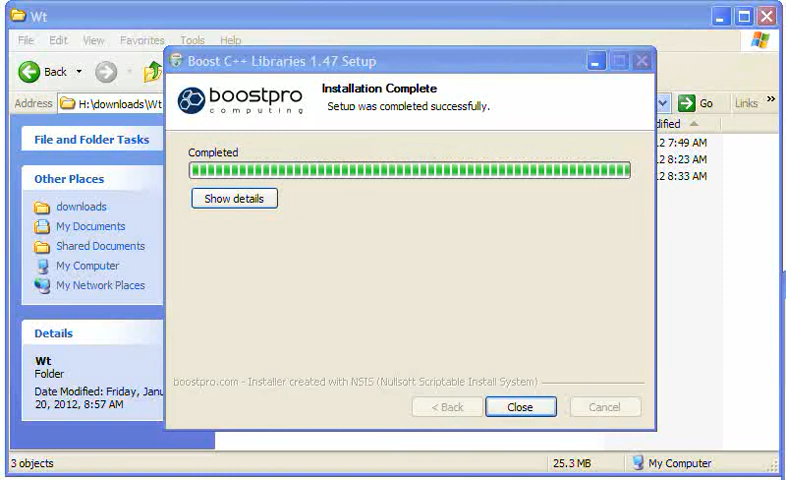 Wt
File Edit View Favorites Tools Help
Back
Address H:\downloads\Wt
Go Links »
Boost C++ Libraries 1.47 Setup
boostpro
computing
Installation Complete
Setup was completed successfully.
Completed
Show details
boostpro.com - Installer created with NSIS (Nullsoft Scriptable Install System)
< Back Close Cancel
File and Folder Tasks
Other Places
downloads
My Documents
Shared Documents
My Computer
My Network Places
Details
Wt
Folder
Date Modified: Friday, Janu
20, 2012, 8:57 AM
dified
2 7:49 AM
2 8:23 AM
2 8:33 AM
3 objects 25.3 MB My Computer